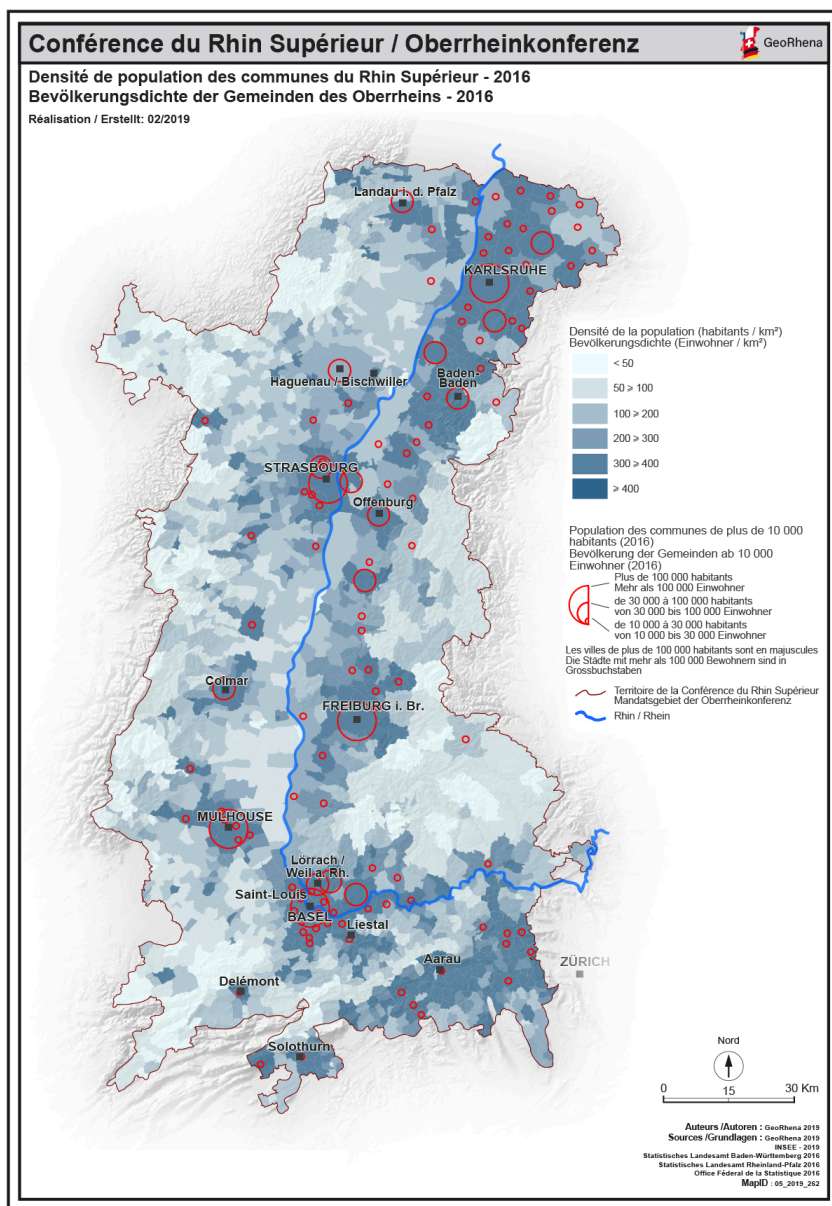 Conférence du Rhin Supérieur / Oberrheinkonferenz
GeoRhena
Densité de population des communes du Rhin Supérieur - 2016
Bevölkerungsdichte der Gemeinden des Oberrheins - 2016
Réalisation / Erstellt: 02/2019
Landau i. d. Pfalz
KARLSRUHE
Haguenau / Bischwiller
Baden-
Baden
STRASBOURG
Offenburg
Colmar
FREIBURG i. Br.
MULHOUSE
Lörrach /
Weil a. Rh.
Saint-Louis
BASEL
Liestal
Aarau
ZÜRICH
Delémont
Solothurn
Densité de la population (habitants / km²)
Bevölkerungsdichte (Einwohner / km²)
< 50
50 ⩾ 100
100 ⩾ 200
200 ⩾ 300
300 ⩾ 400
⩾ 400
Population des communes de plus de 10 000
habitants (2016)
Bevölkerung der Gemeinden ab 10 000
Einwohner (2016)
Plus de 100 000 habitants
Mehr als 100 000 Einwohner
de 30 000 à 100 000 habitants
von 30 000 bis 100 000 Einwohner
de 10 000 à 30 000 habitants
von 10 000 bis 30 000 Einwohner
Les villes de plus de 100 000 habitants sont en majuscules
Die Städte mit mehr als 100 000 Bewohnern sind in
Grossbuchstaben
Territoire de la Conférence du Rhin Supérieur
Mandatsgebiet der Oberrheinkonferenz
Rhin / Rhein
Nord
0 15 30 Km
Auteurs /Autoren : GeoRhena 2019
Sources /Grundlagen : GeoRhena 2019
INSEE - 2019
Statistisches Landesamt Baden-Württemberg 2016
Statistisches Landesamt Rheinland-Pfalz 2016
Office Féderal de la Statistique 2016
MapID : 05_2019_262